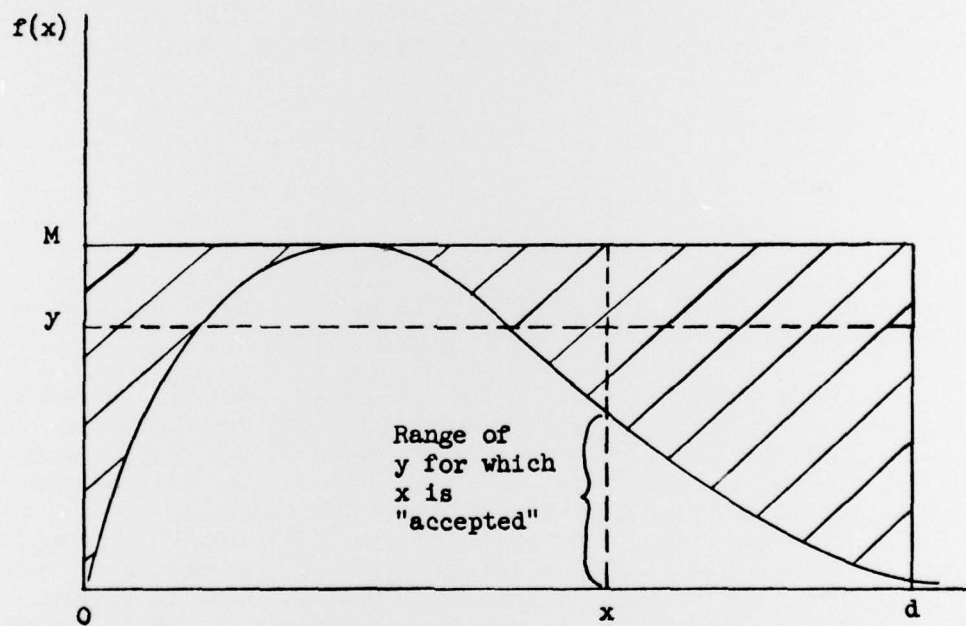 f(x)
M
y
Range of
y for which
x is
"accepted"
0 x d